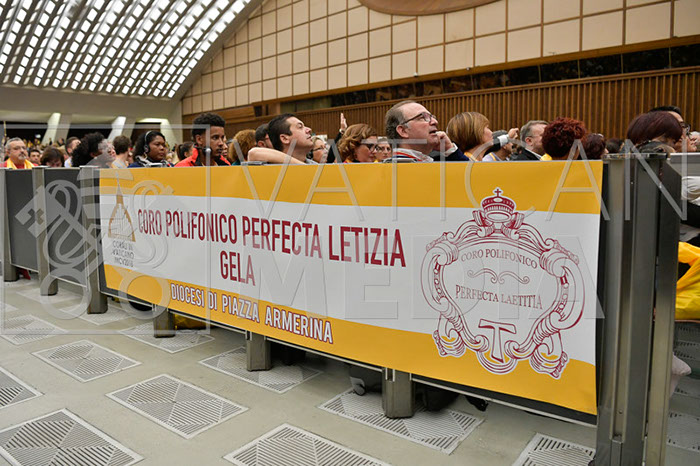 CORO POLIFONICO PERFECTA LETIZIA
GELA
DIOCESI DI PIAZZA ARMERINA
CORO POLIFONICO
PERFECTA LAETITIA
VATICAN
MEDIA